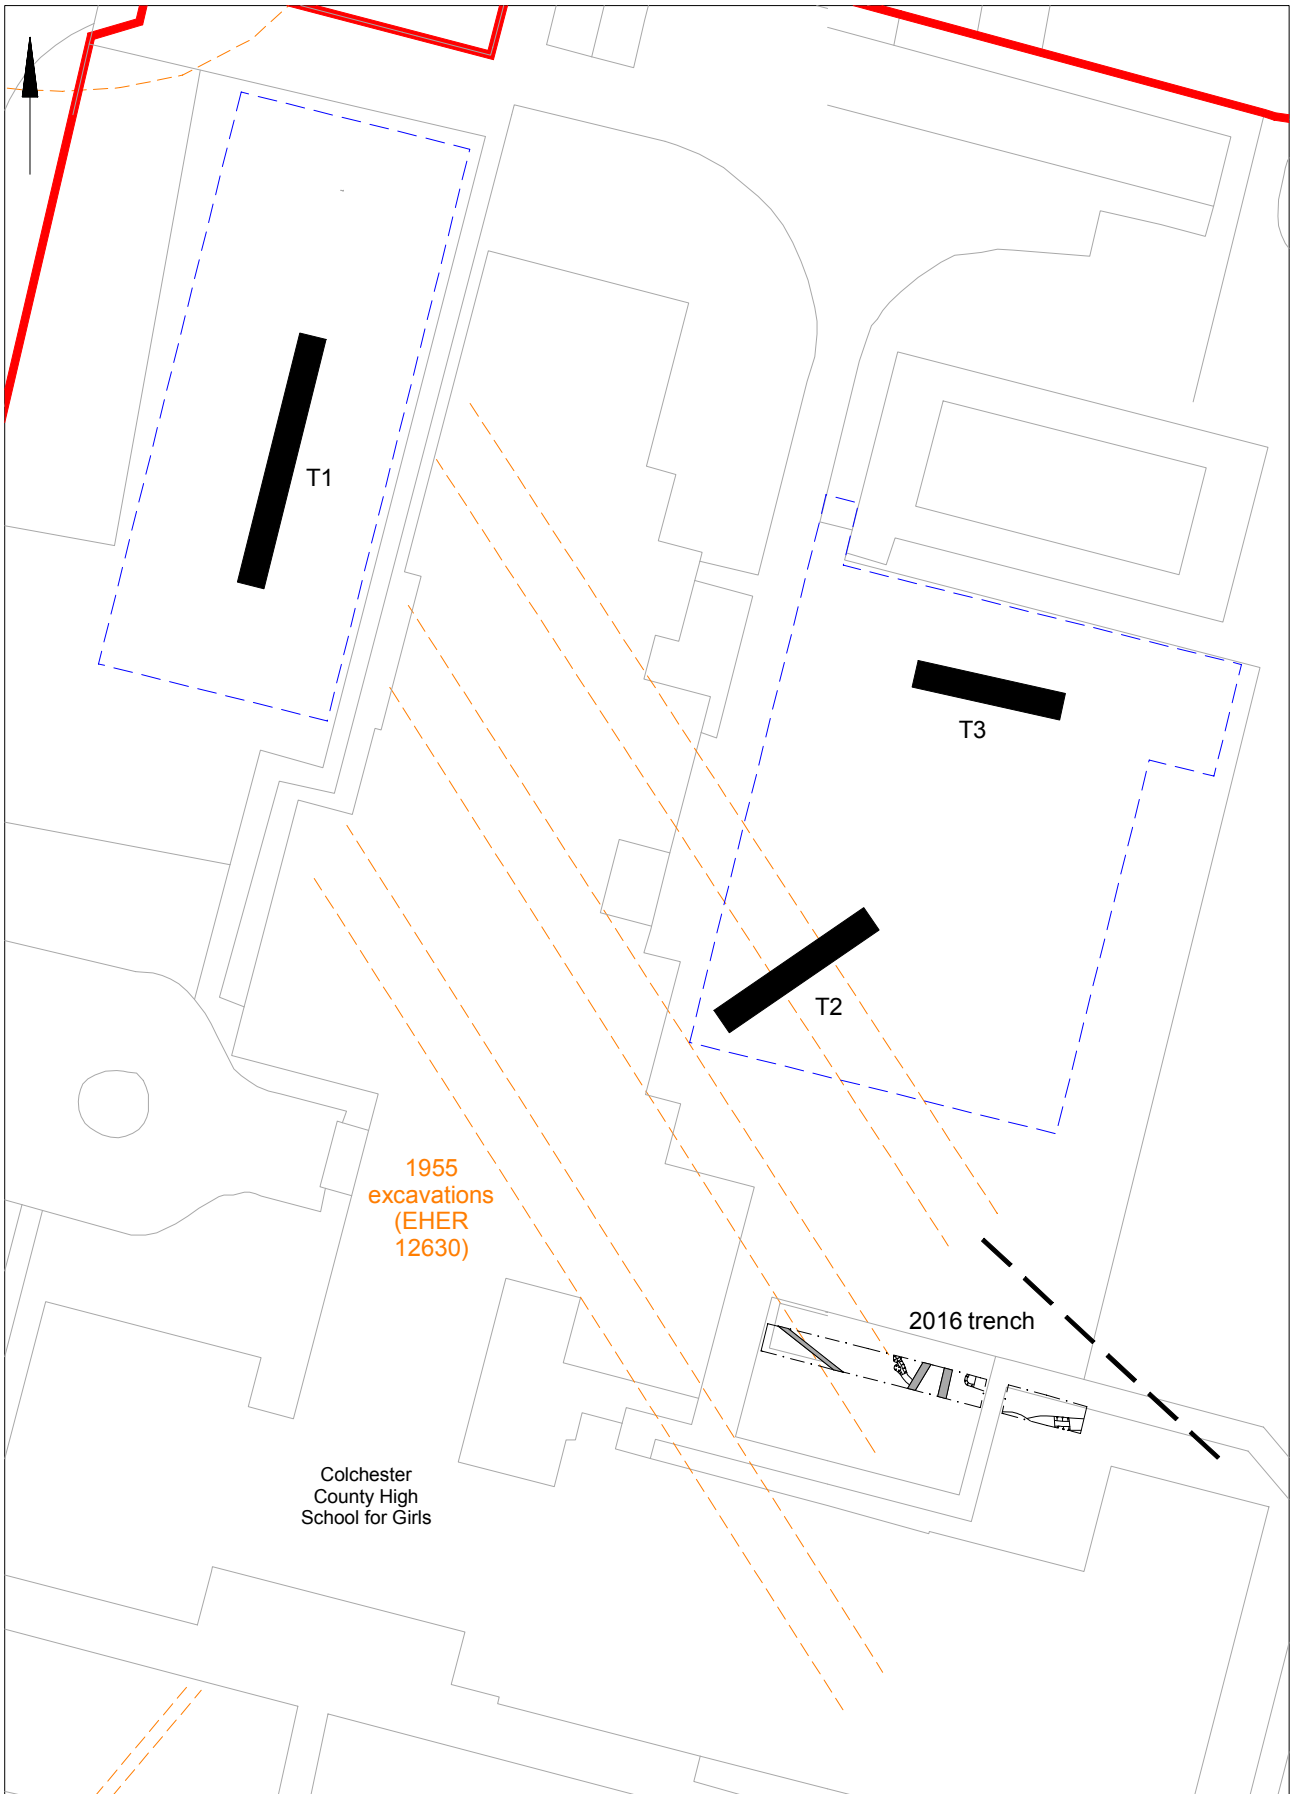 T1
T3
T2
1955
excavations
(EHER
12630)
2016 trench
Colchester
County High
School for Girls